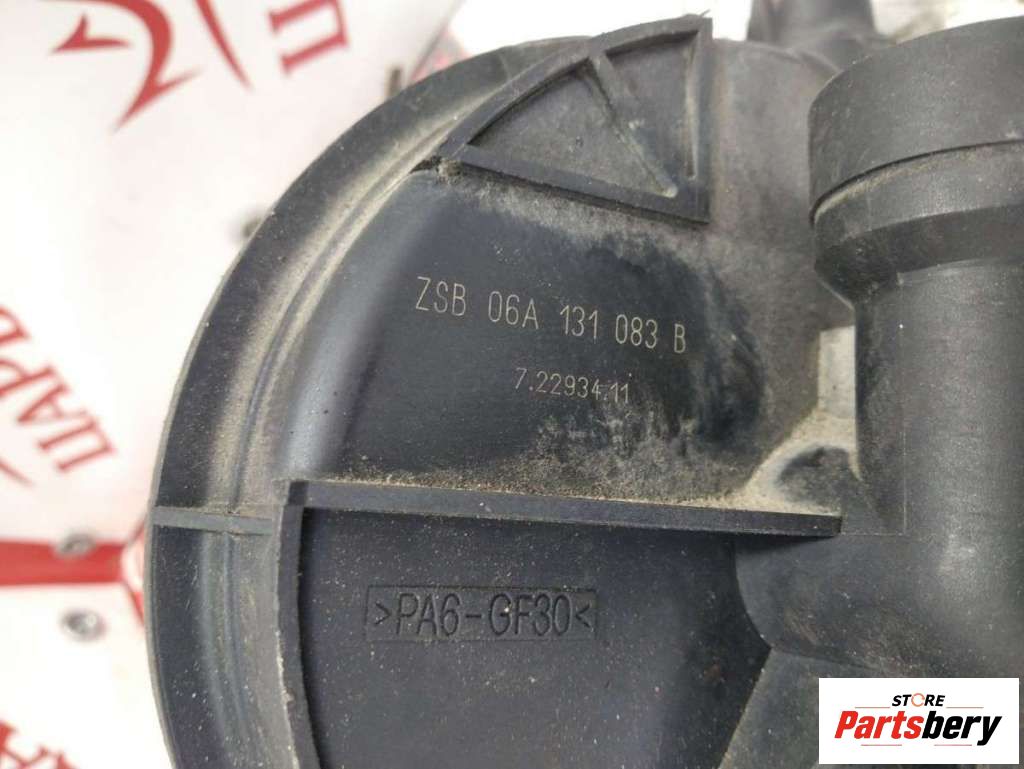 ZSB 06A 131 083 B
7.22934.11
>PA6-GF30<
STORE
Partsbery